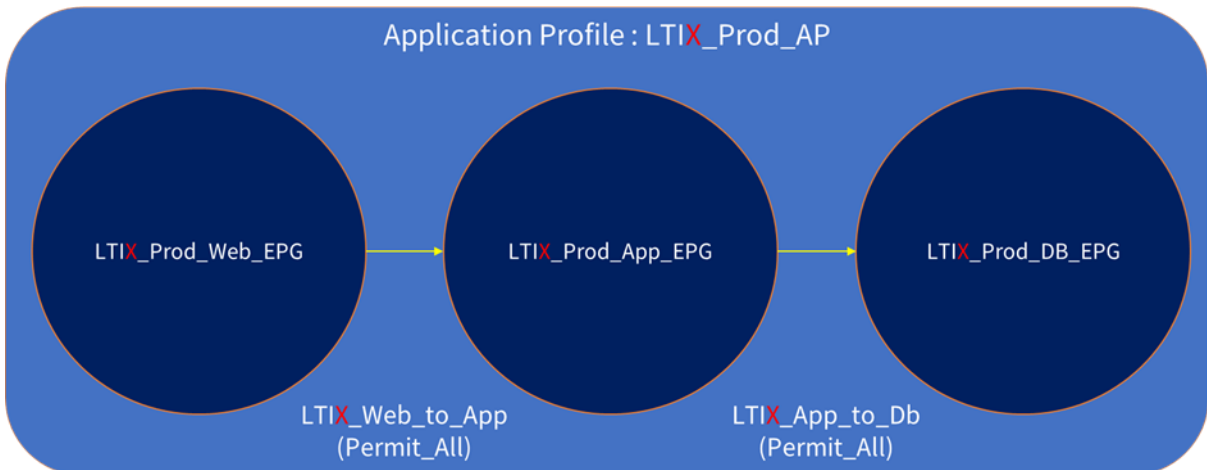 Application Profile : LTIX_Prod_AP
LTIX_Prod_Web_EPG
LTIX_Prod_App_EPG
LTIX_Prod_DB_EPG
LTIX_Web_to_App
(Permit_All)
LTIX_App_to_Db
(Permit_All)